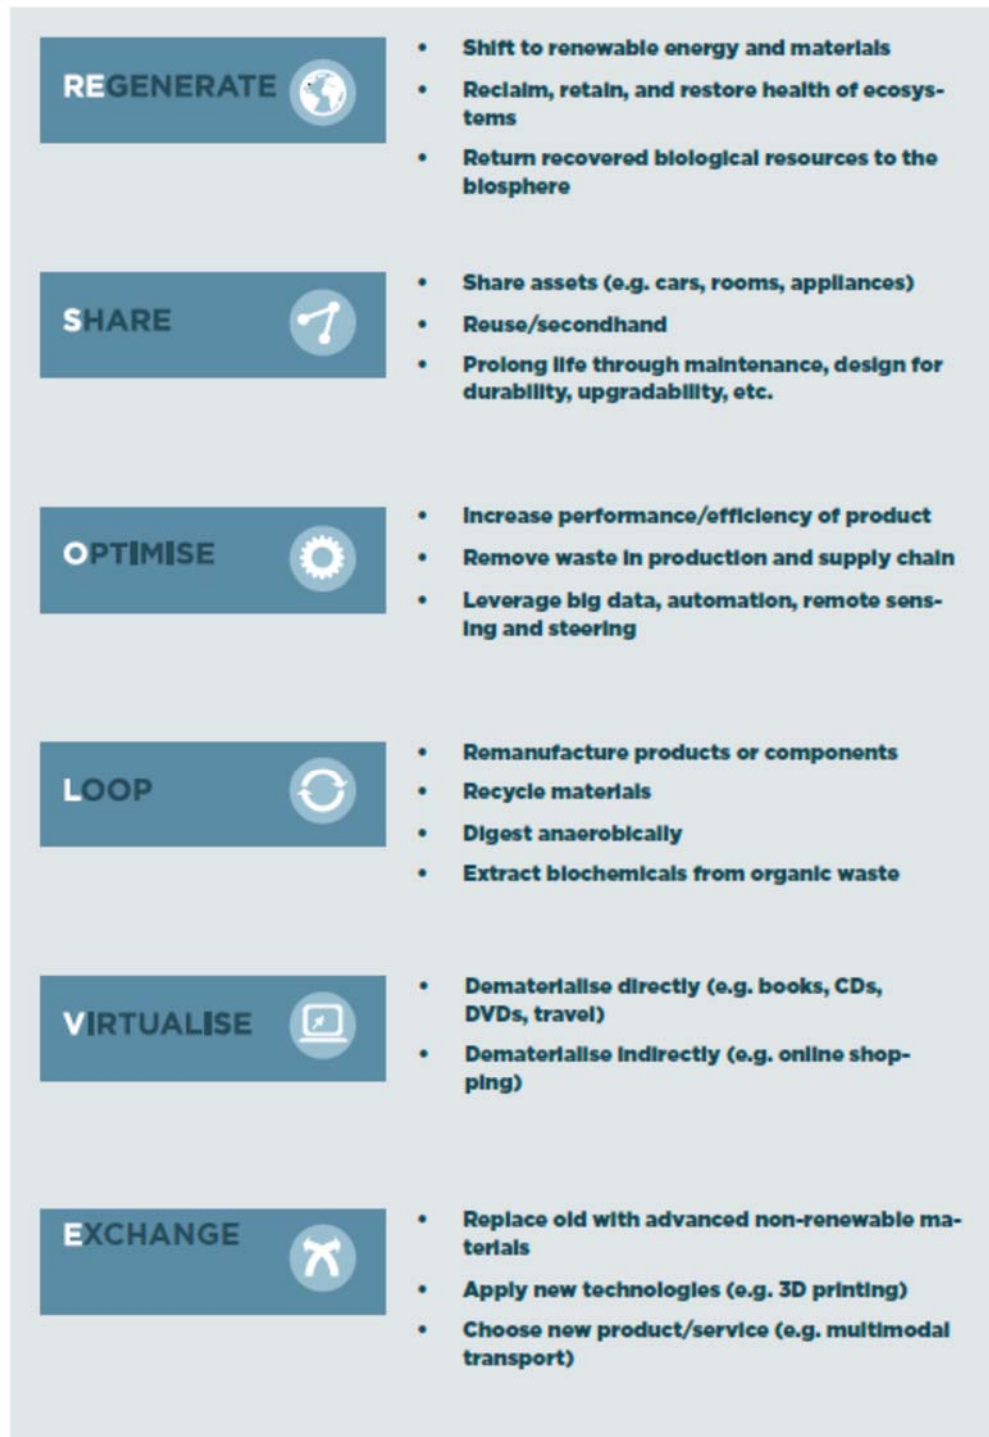 REGENERATE
• Shift to renewable energy and materials
• Reclaim, retain, and restore health of ecosys-
tems
• Return recovered biological resources to the
biosphere
SHARE
• Share assets (e.g. cars, rooms, appliances)
• Reuse/secondhand
• Prolong life through maintenance, design for
durability, upgradability, etc.
OPTIMISE
• Increase performance/efficiency of product
• Remove waste in production and supply chain
• Leverage big data, automation, remote sens-
ing and steering
LOOP
• Remanufacture products or components
• Recycle materials
• Digest anaerobically
• Extract biochemicals from organic waste
VIRTUALISE
• Dematerialise directly (e.g. books, CDs,
DVDs, travel)
• Dematerialise indirectly (e.g. online shop-
ping)
EXCHANGE
• Replace old with advanced non-renewable ma-
terials
• Apply new technologies (e.g. 3D printing)
• Choose new product/service (e.g. multimodal
transport)